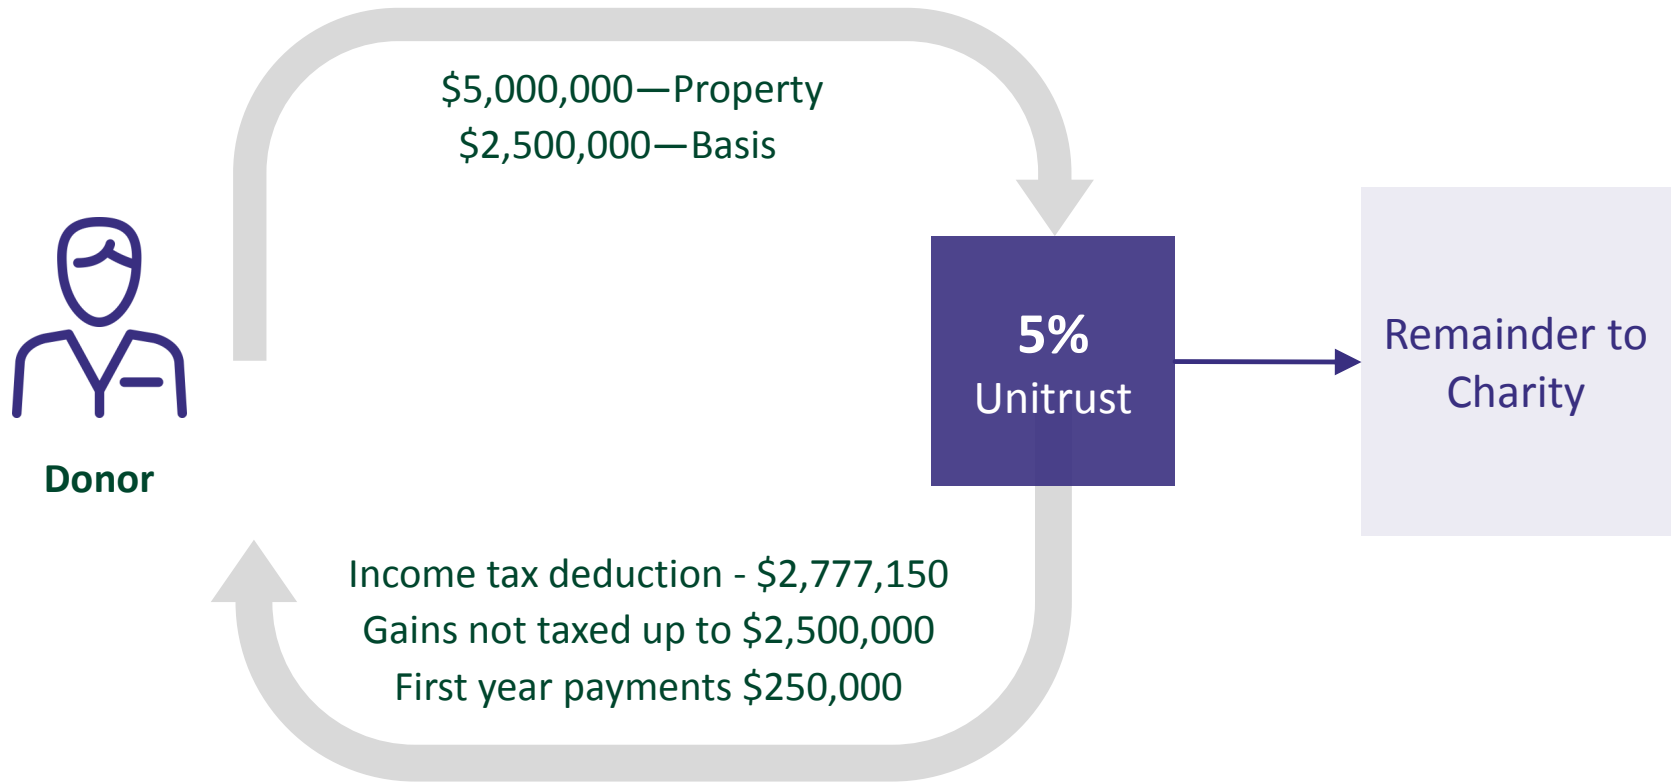 $5,000,000—Property
$2,500,000—Basis
Donor
5%
Unitrust
Remainder to
Charity
Income tax deduction - $2,777,150
Gains not taxed up to $2,500,000
First year payments $250,000